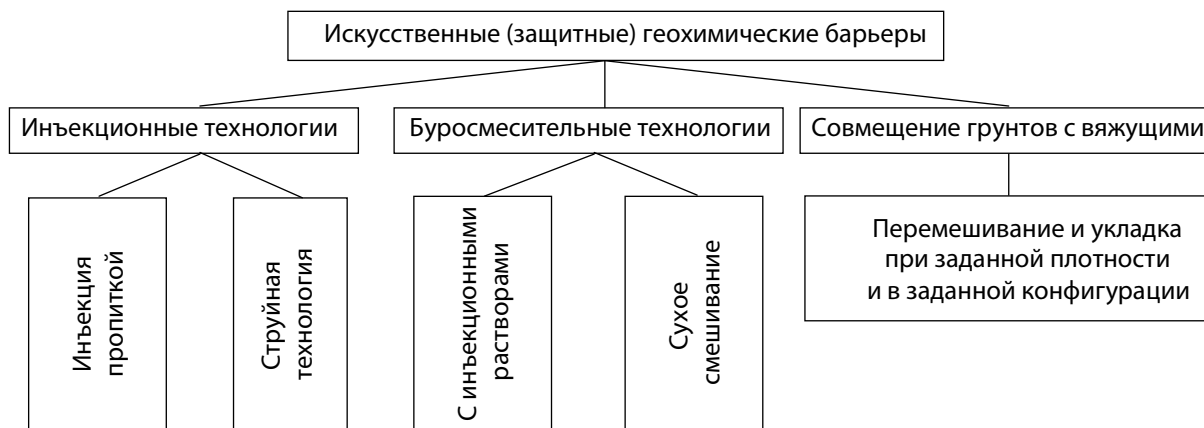 Искусственные (защитные) геохимические барьеры
Инъекционные технологии
Буросмесительные технологии
Совмещение грунтов с вяжущими
Инъекция
пропиткой
Струйная
технология
С инъекционными
растворами
Сухое
смешивание
Перемешивание и укладка
при заданной плотности
и в заданной конфигурации